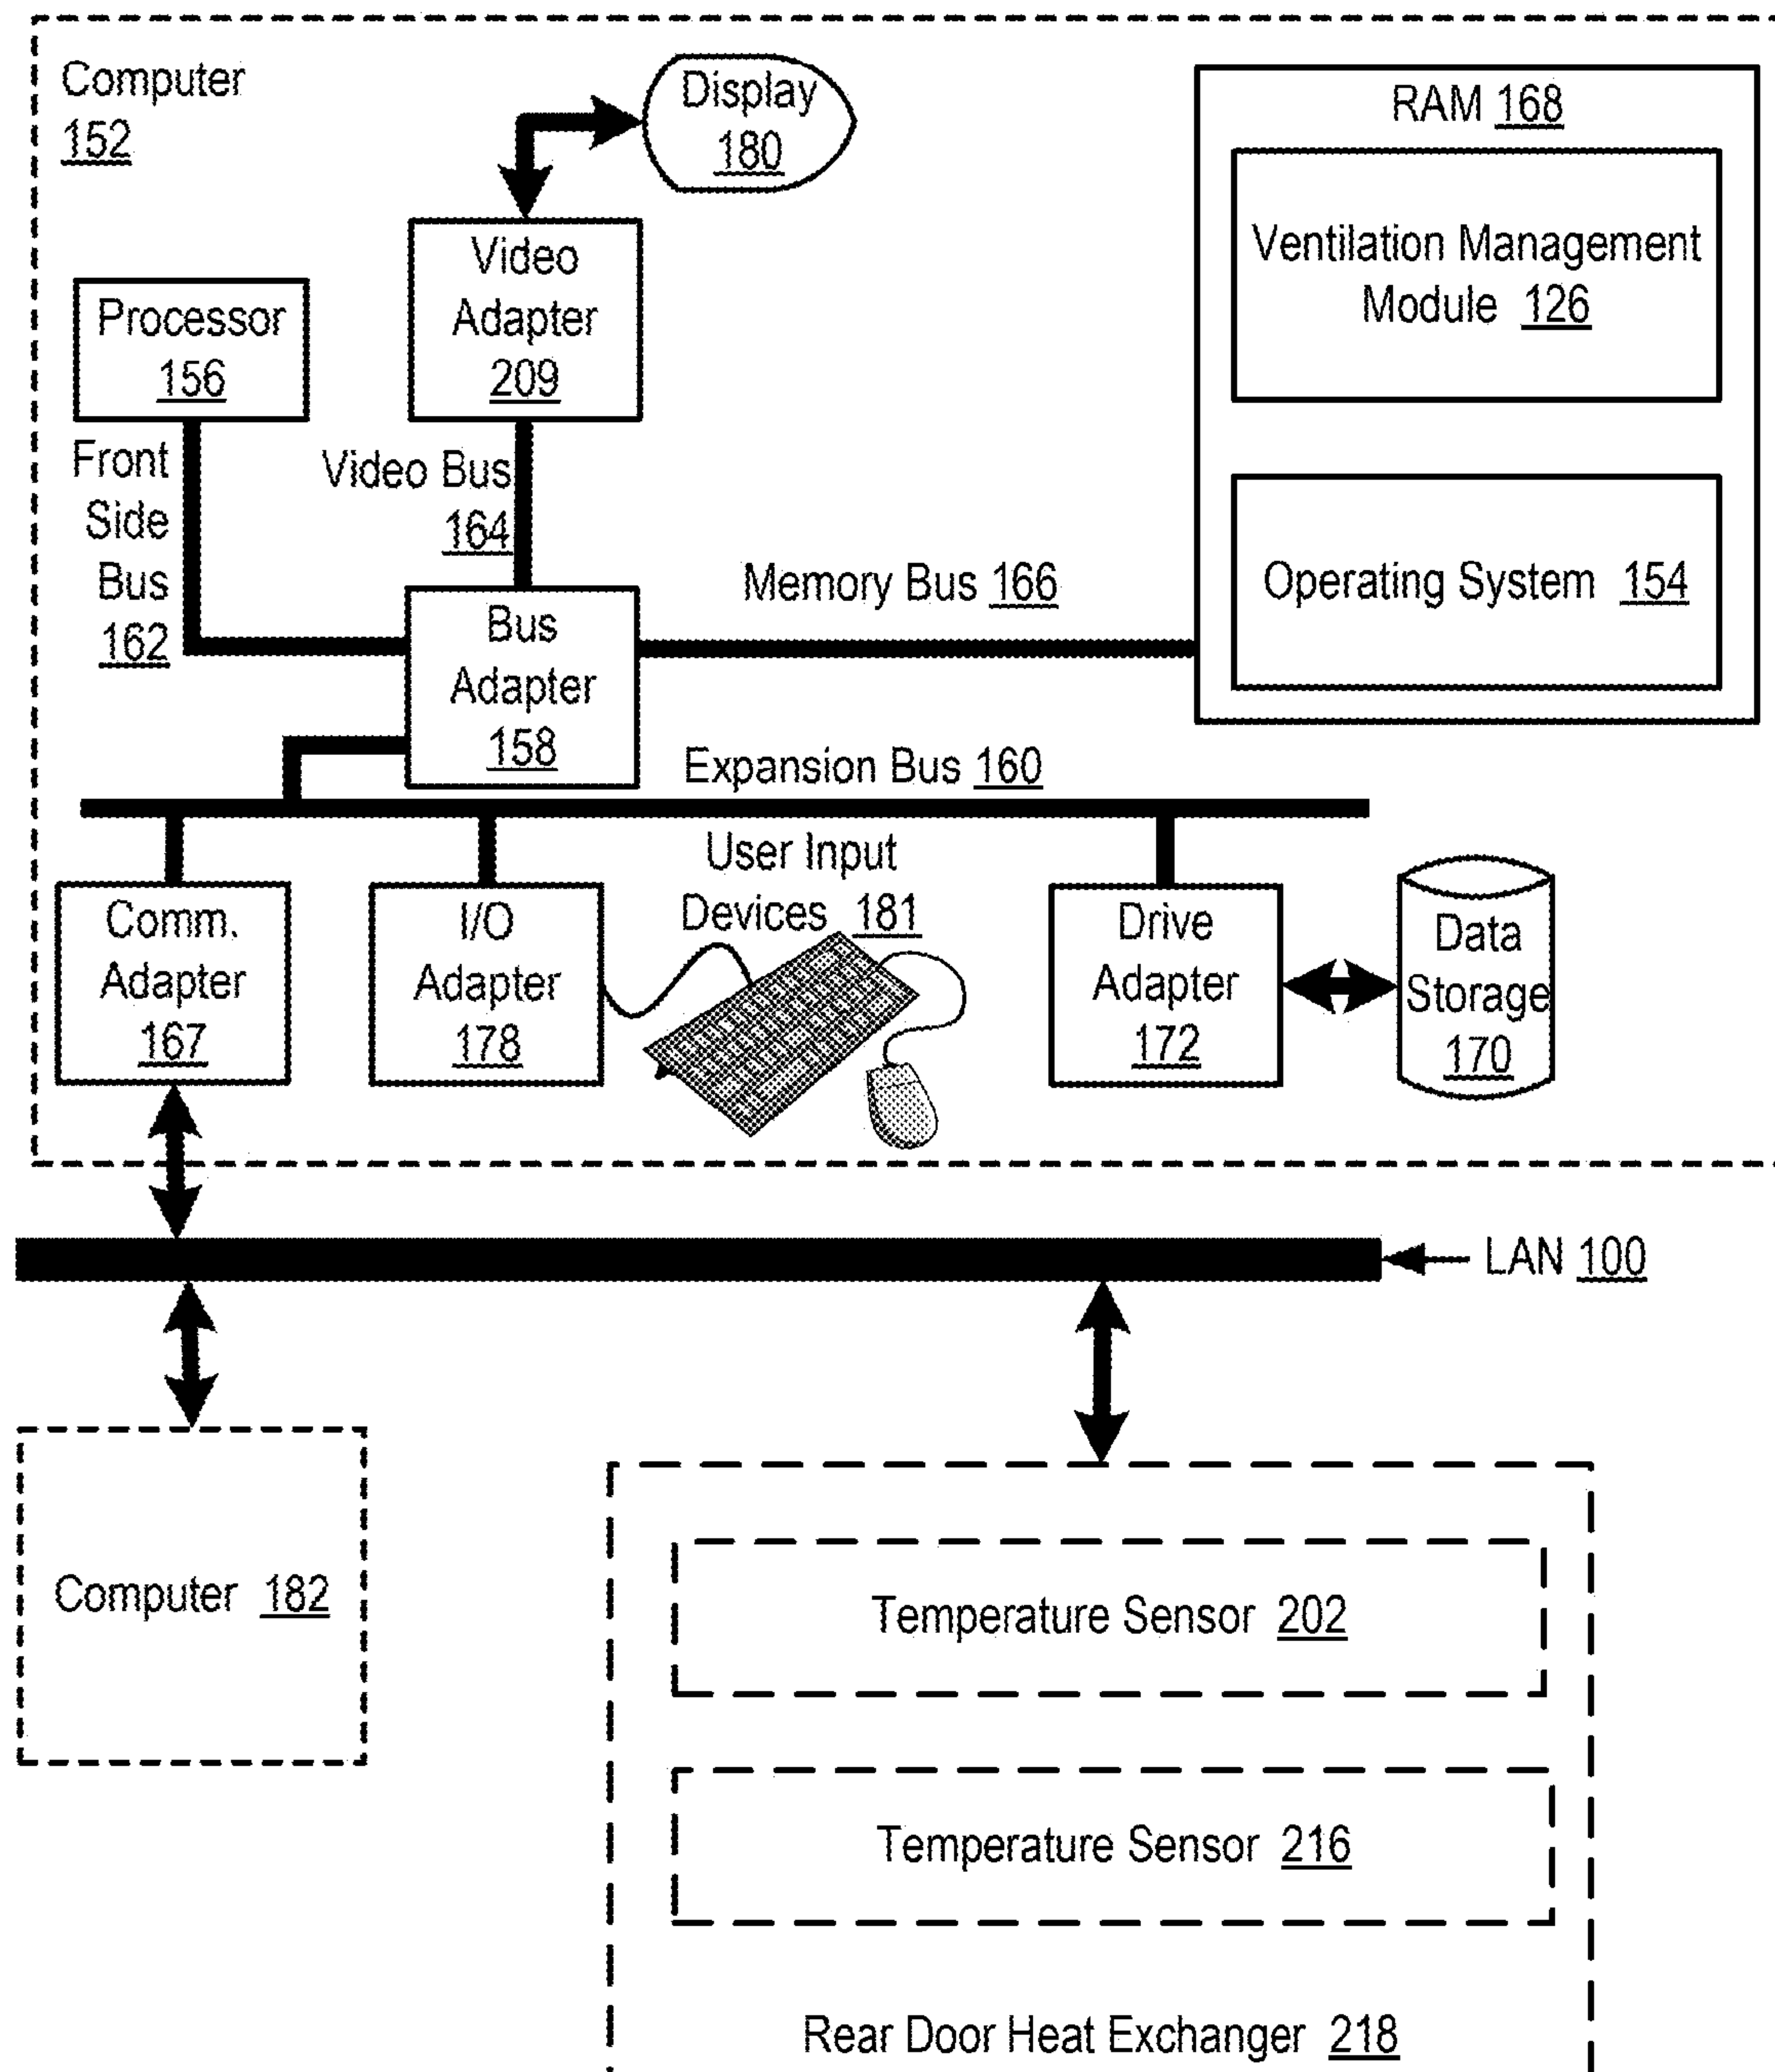 Computer
152
Display
180
RAM 168
Ventilation Management
Module 126
Operating System 154
Video
Adapter
209
Processor
156
Front
Side
Bus
162
Video Bus
164
Bus
Adapter
158
Memory Bus 166
Expansion Bus 160
Comm.
Adapter
167
I/O
Adapter
178
User Input
Devices 181
Drive
Adapter
172
Data
Storage
170
LAN 100
Computer 182
Temperature Sensor 202
Temperature Sensor 216
Rear Door Heat Exchanger 218